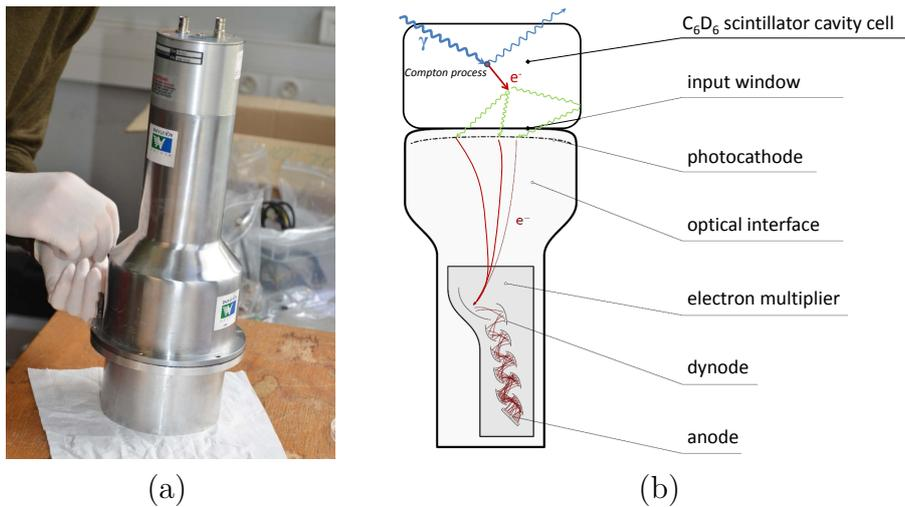 C₆D₆ scintillator cavity cell
γ
Compton process
e⁻
input window
photocathode
optical interface
e⁻
electron multiplier
dynode
anode
(a)
(b)